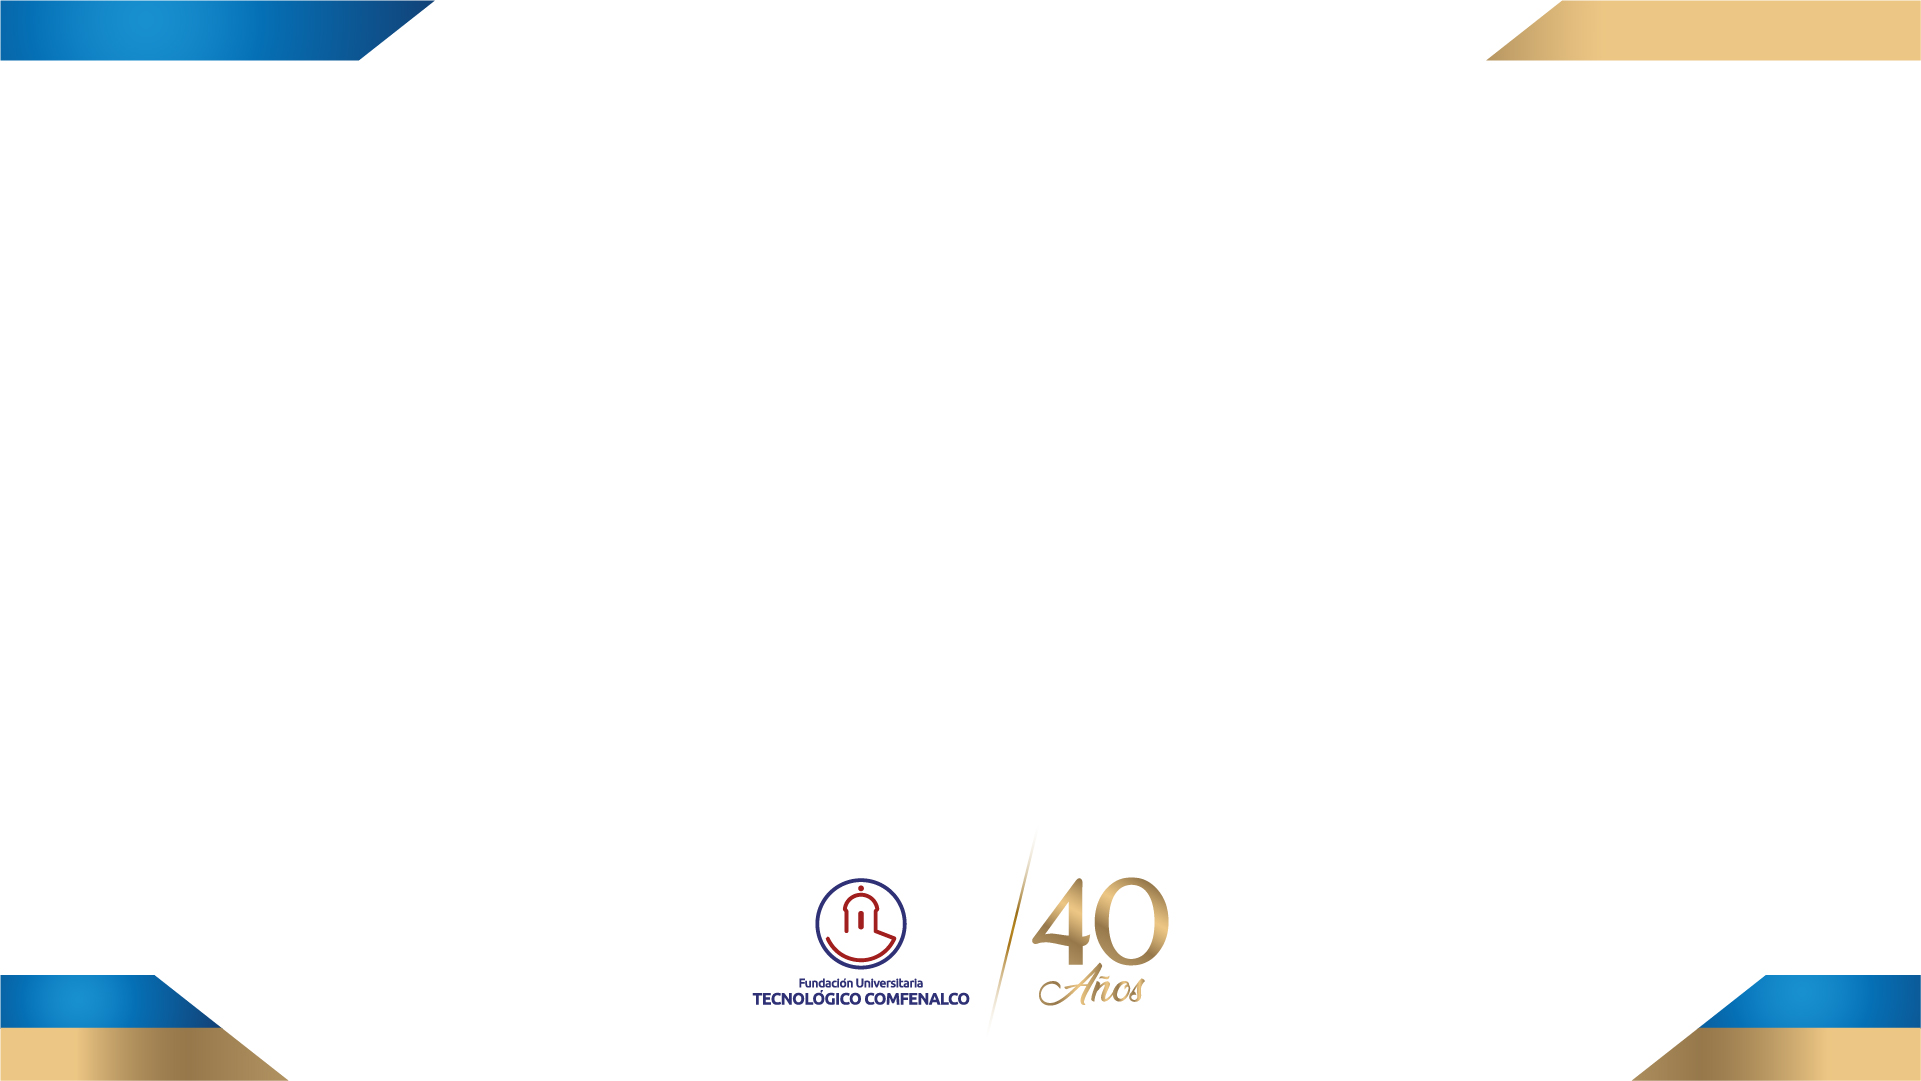 Fundación Universitaria
TECNOLÓGICO COMFENALCO
40
Años